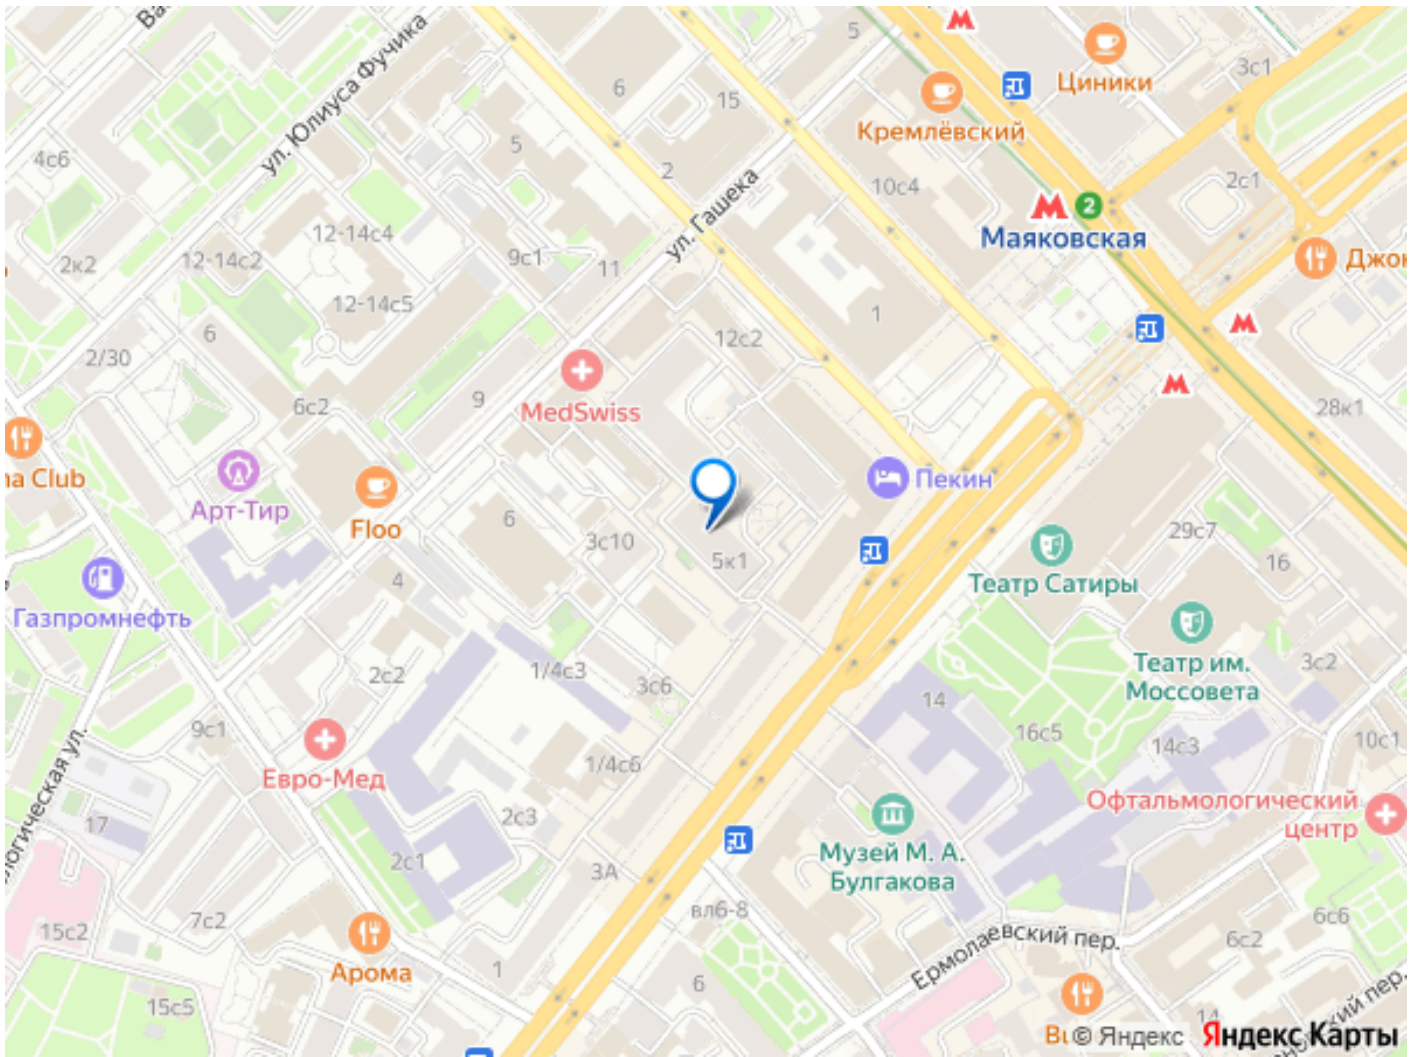 ул. Юлиуса Фучика
5
3с1
Циники
6
15
Кремлёвский
5
4с6
2
10с4
2с1
ул. Гашека
2
Маяковская
12-14с4
12-14с2
9с1
11
2к2
12-14с5
1
6
12с2
2/30
MedSwiss
9
6с2
28к1
Пекин
Арт-Тир
Floo
6
3с10
5к1
29с7
16
Театр Сатиры
4
Газпромнефть
Театр им.
Моссовета
3с2
2с2
1/4с3
3с6
14
9с1
16с5
14с3
10с1
Евро-Мед
1/4с6
Офтальмологический
центр
17
2с3
Музей М. А.
Булгакова
2с1
3А
вл6-8
7с2
15с2
6с6
6с2
Ермолаевский пер.
Арома
1
6
15с5
14
© Яндекс
Яндекс Карты